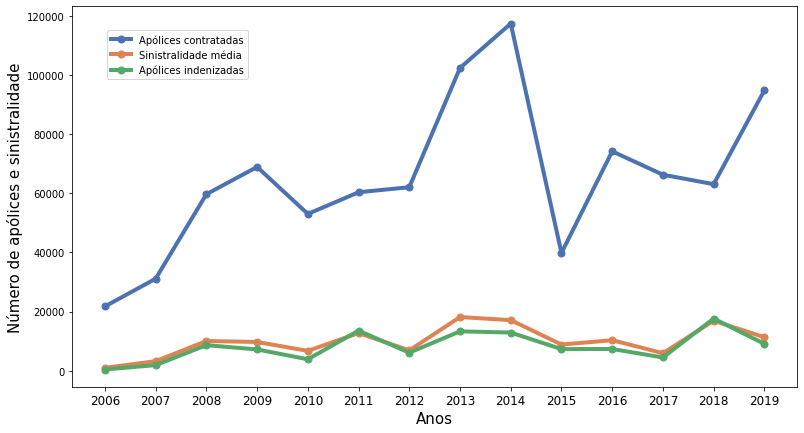 Apólices contratadas
Sinistralidade média
Apólices indenizadas
Número de apólices e sinistralidade
120000
100000
80000
60000
40000
20000
0
2006 2007 2008 2009 2010 2011 2012 2013 2014 2015 2016 2017 2018 2019
Anos